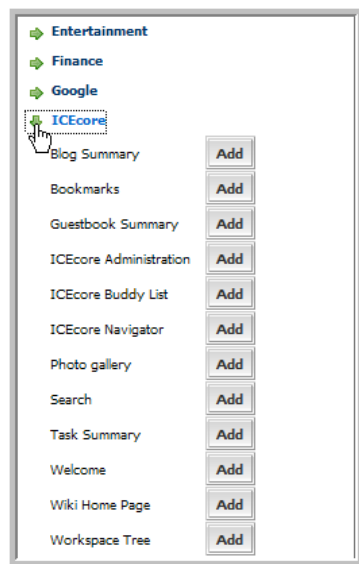 Entertainment
Finance
Google
ICEcore
Blog Summary Add
Bookmarks Add
Guestbook Summary Add
ICEcore Administration Add
ICEcore Buddy List Add
ICEcore Navigator Add
Photo gallery Add
Search Add
Task Summary Add
Welcome Add
Wiki Home Page Add
Workspace Tree Add